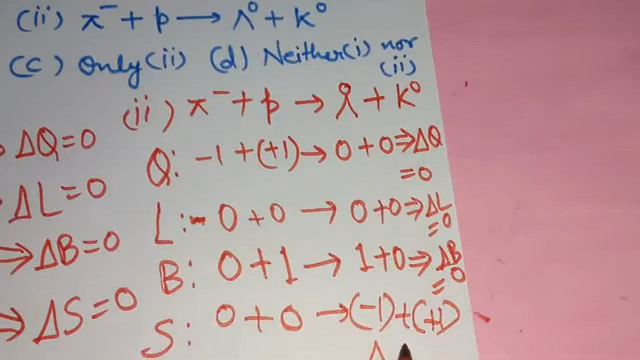 (ii) π⁻ + p ⟶ Λ⁰ + K⁰
(c) Only (ii) (d) Neither (i) nor (ii)
(ii) π⁻ + p → Λ⁰ + K⁰
ΔQ = 0
Q: -1 + (+1) → 0 + 0 ⇒ ΔQ = 0
ΔL = 0
L: - 0 + 0 → 0 + 0 ⇒ ΔL = 0
⇒ ΔB = 0
B: 0 + 1 → 1 + 0 ⇒ ΔB = 0
⇒ ΔS = 0
S: 0 + 0 → (-1) + (+1)